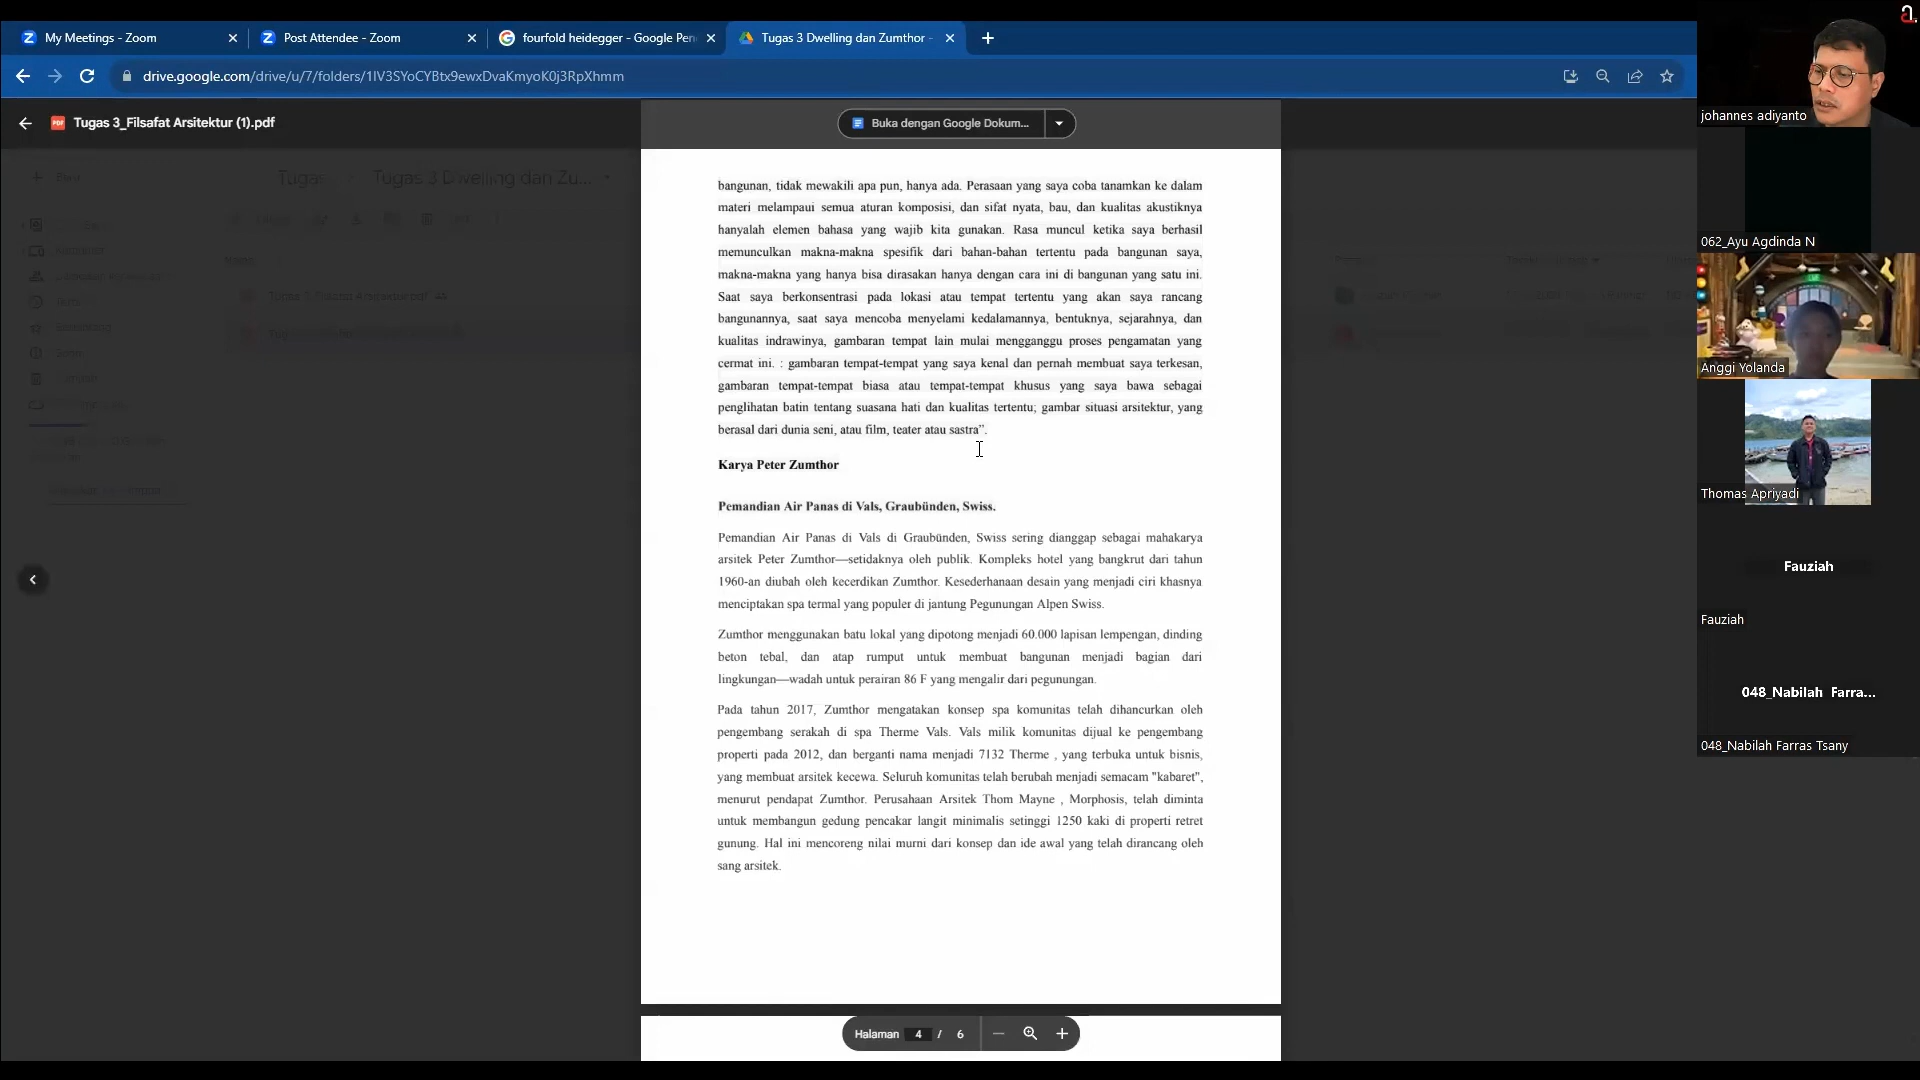 My Meetings - Zoom
Post Attendee - Zoom
fourfold heidegger - Google Pen
Tugas 3 Dwelling dan Zumthor -
drive.google.com/drive/u/7/folders/1IV3SYoCYBtx9ewxDvaKmyoK0j3RpXhmm
Tugas 3_Filsafat Arsitektur (1).pdf
Buka dengan Google Dokum...
Tugas
Tugas 3 Dwelling dan Zu...
bangunan, tidak mewakili apa pun, hanya ada. Perasaan yang saya coba tanamkan ke dalam
materi melampaui semua aturan komposisi, dan sifat nyata, bau, dan kualitas akustiknya
hanyalah elemen bahasa yang wajib kita gunakan. Rasa muncul ketika saya berhasil
memunculkan makna-makna spesifik dari bahan-bahan tertentu pada bangunan saya,
makna-makna yang hanya bisa dirasakan hanya dengan cara ini di bangunan yang satu ini.
Saat saya berkonsentrasi pada lokasi atau tempat tertentu yang akan saya rancang
bangunannya, saat saya mencoba menyelami kedalamannya, bentuknya, sejarahnya, dan
kualitas indrawinya, gambaran tempat lain mulai mengganggu proses pengamatan yang
cermat ini. : gambaran tempat-tempat yang saya kenal dan pernah membuat saya terkesan,
gambaran tempat-tempat biasa atau tempat-tempat khusus yang saya bawa sebagai
penglihatan batin tentang suasana hati dan kualitas tertentu; gambar situasi arsitektur, yang
berasal dari dunia seni, atau film, teater atau sastra”.
Karya Peter Zumthor
Pemandian Air Panas di Vals, Graubünden, Swiss.
Pemandian Air Panas di Vals di Graubünden, Swiss sering dianggap sebagai mahakarya
arsitek Peter Zumthor—setidaknya oleh publik. Kompleks hotel yang bangkrut dari tahun
1960-an diubah oleh kecerdikan Zumthor. Kesederhanaan desain yang menjadi ciri khasnya
menciptakan spa termal yang populer di jantung Pegunungan Alpen Swiss.
Zumthor menggunakan batu lokal yang dipotong menjadi 60.000 lapisan lempengan, dinding
beton tebal, dan atap rumput untuk membuat bangunan menjadi bagian dari
lingkungan—wadah untuk perairan 86 F yang mengalir dari pegunungan.
Pada tahun 2017, Zumthor mengatakan konsep spa komunitas telah dihancurkan oleh
pengembang serakah di spa Therme Vals. Vals milik komunitas dijual ke pengembang
properti pada 2012, dan berganti nama menjadi 7132 Therme , yang terbuka untuk bisnis,
yang membuat arsitek kecewa. Seluruh komunitas telah berubah menjadi semacam "kabaret",
menurut pendapat Zumthor. Perusahaan Arsitek Thom Mayne , Morphosis, telah diminta
untuk membangun gedung pencakar langit minimalis setinggi 1250 kaki di properti retret
gunung. Hal ini mencoreng nilai murni dari konsep dan ide awal yang telah dirancang oleh
sang arsitek.
Halaman 4 / 6
johannes adiyanto
062_Ayu Agdinda N
Anggi Yolanda
Thomas Apriyadi
Fauziah
Fauziah
048_Nabilah Farra...
048_Nabilah Farras Tsany